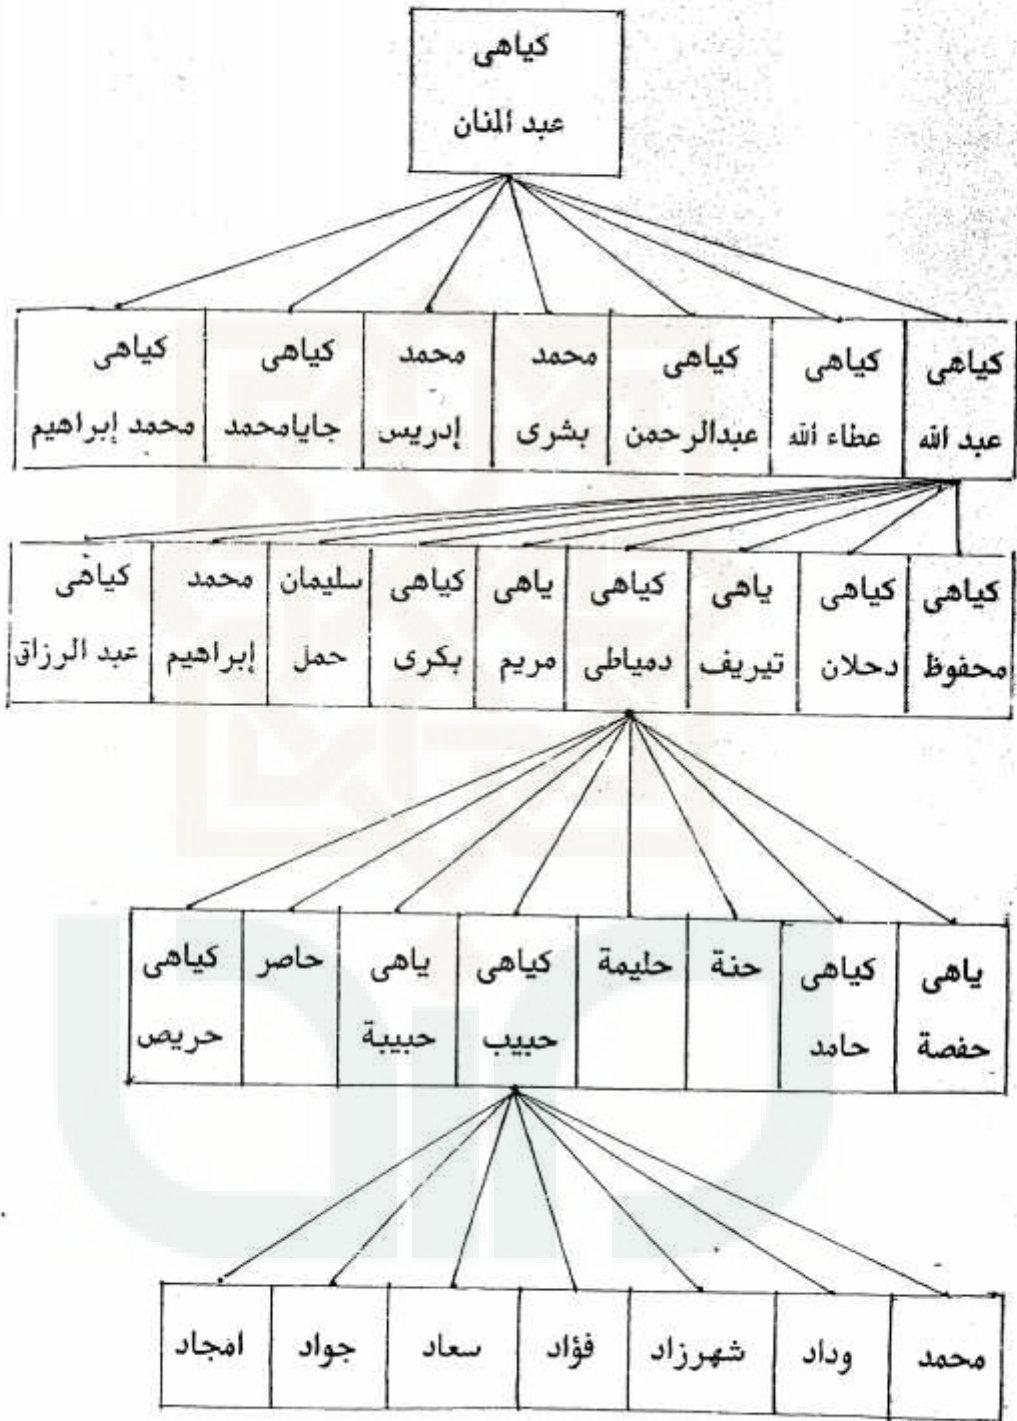 كياهى
عبد المنان
كياهى
عبد الله
كياهى
عطاء الله
كياهى
عبدالرحمن
محمد
بشرى
محمد
إدريس
كياهى
جايامحمد
كياهى
محمد إبراهيم
كياهى
محفوظ
كياهى
دحلان
ياهى
تيريف
كياهى
دمياطى
ياهى
مريم
كياهى
بكرى
سليمان
حمل
محمد
إبراهيم
كياهى
عبد الرزاق
ياهى
حفصة
كياهى
حامد
حنة
حليمة
كياهى
حبيب
ياهى
حبيبة
حاصر
كياهى
حريص
محمد
وداد
شهرزاد
فؤاد
سعاد
جواد
امجاد